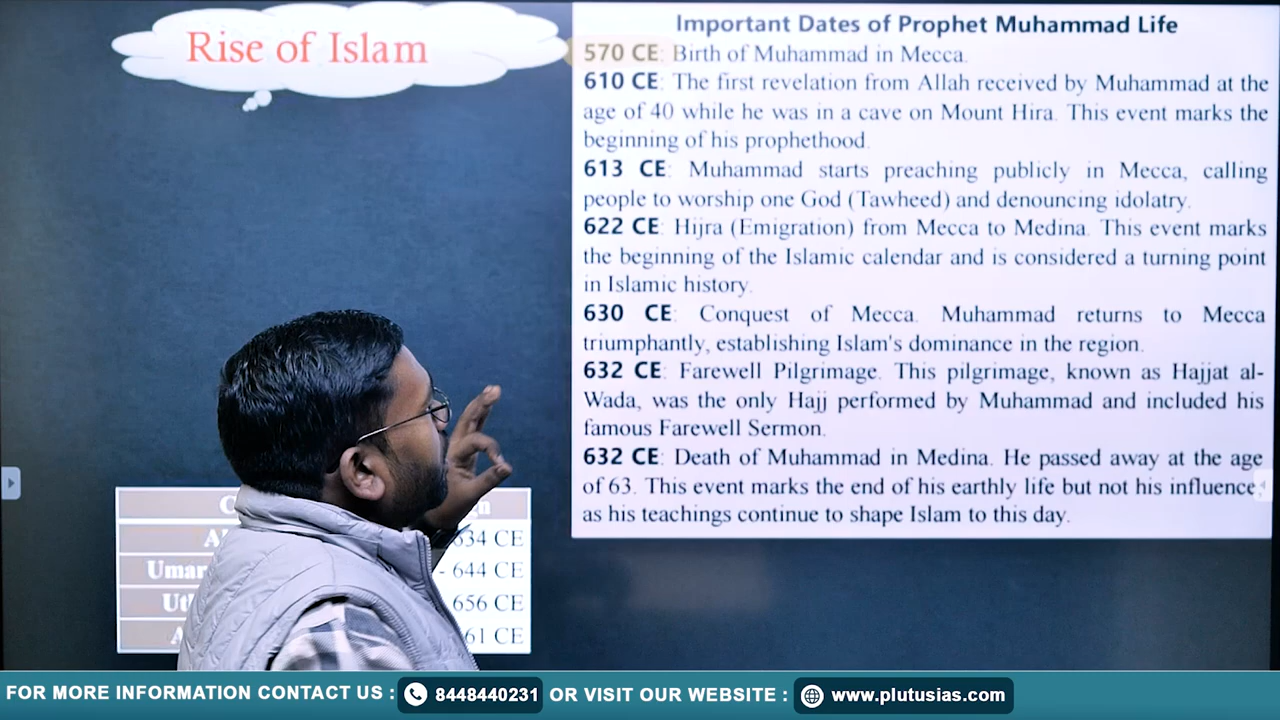 Rise of Islam
Important Dates of Prophet Muhammad Life
570 CE: Birth of Muhammad in Mecca.
610 CE: The first revelation from Allah received by Muhammad at the
age of 40 while he was in a cave on Mount Hira. This event marks the
beginning of his prophethood.
613 CE: Muhammad starts preaching publicly in Mecca, calling
people to worship one God (Tawheed) and denouncing idolatry.
622 CE: Hijra (Emigration) from Mecca to Medina. This event marks
the beginning of the Islamic calendar and is considered a turning point
in Islamic history.
630 CE: Conquest of Mecca. Muhammad returns to Mecca
triumphantly, establishing Islam's dominance in the region.
632 CE: Farewell Pilgrimage. This pilgrimage, known as Hajjat al-
Wada, was the only Hajj performed by Muhammad and included his
famous Farewell Sermon.
632 CE: Death of Muhammad in Medina. He passed away at the age
of 63. This event marks the end of his earthly life but not his influence
as his teachings continue to shape Islam to this day.
634 CE
Umar - 644 CE
656 CE
61 CE
FOR MORE INFORMATION CONTACT US : 8448440231 OR VISIT OUR WEBSITE : www.plutusias.com